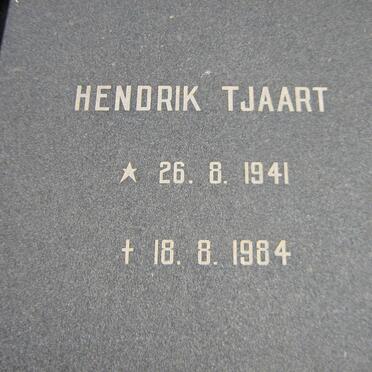 HENDRIK TJAART
★ 26. 8. 1941
† 18. 8. 1984